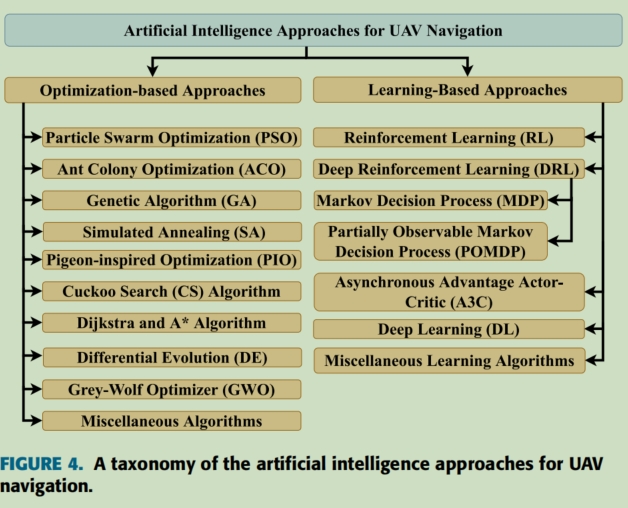 Artificial Intelligence Approaches for UAV Navigation
Optimization-based Approaches
Particle Swarm Optimization (PSO)
Ant Colony Optimization (ACO)
Genetic Algorithm (GA)
Simulated Annealing (SA)
Pigeon-inspired Optimization (PIO)
Cuckoo Search (CS) Algorithm
Dijkstra and A* Algorithm
Differential Evolution (DE)
Grey-Wolf Optimizer (GWO)
Miscellaneous Algorithms
Learning-Based Approaches
Reinforcement Learning (RL)
Deep Reinforcement Learning (DRL)
Markov Decision Process (MDP)
Partially Observable Markov
Decision Process (POMDP)
Asynchronous Advantage Actor-
Critic (A3C)
Deep Learning (DL)
Miscellaneous Learning Algorithms
FIGURE 4. A taxonomy of the artificial intelligence approaches for UAV
navigation.